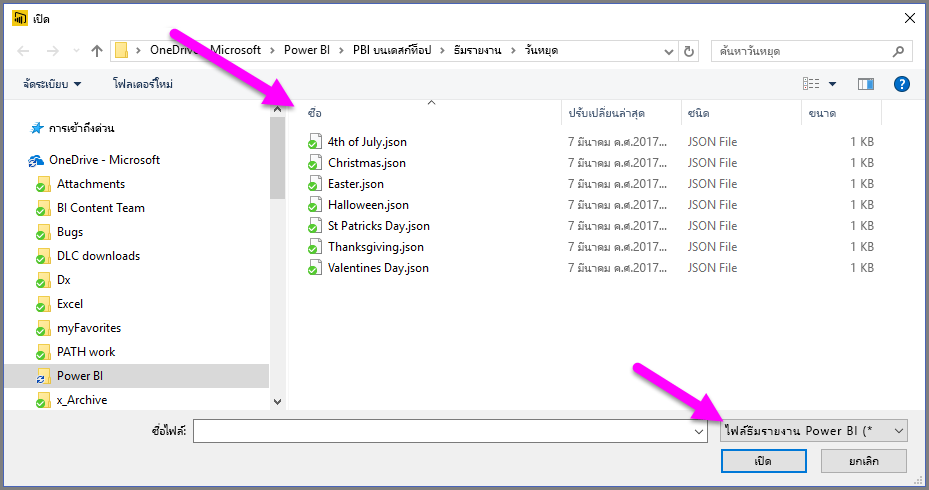 เปิด
OneDrive - Microsoft > Power BI > PBI บนเดสก์ท็อป > ธีมรายงาน > วันหยุด
ค้นหาวันหยุด
จัดระเบียบ
โฟลเดอร์ใหม่
ชื่อ ปรับเปลี่ยนล่าสุด ชนิด ขนาด
4th of July.json 7 มีนาคม ค.ศ.2017... JSON File 1 KB
Christmas.json 7 มีนาคม ค.ศ.2017... JSON File 1 KB
Easter.json 7 มีนาคม ค.ศ.2017... JSON File 1 KB
Halloween.json 7 มีนาคม ค.ศ.2017... JSON File 1 KB
St Patricks Day.json 7 มีนาคม ค.ศ.2017... JSON File 1 KB
Thanksgiving.json 7 มีนาคม ค.ศ.2017... JSON File 1 KB
Valentines Day.json 7 มีนาคม ค.ศ.2017... JSON File 1 KB
การเข้าถึงด่วน
OneDrive - Microsoft
Attachments
BI Content Team
Bugs
DLC downloads
Dx
Excel
myFavorites
PATH work
Power BI
x_Archive
ชื่อไฟล์:
ไฟล์ธีมรายงาน Power BI (*
เปิด
ยกเลิก